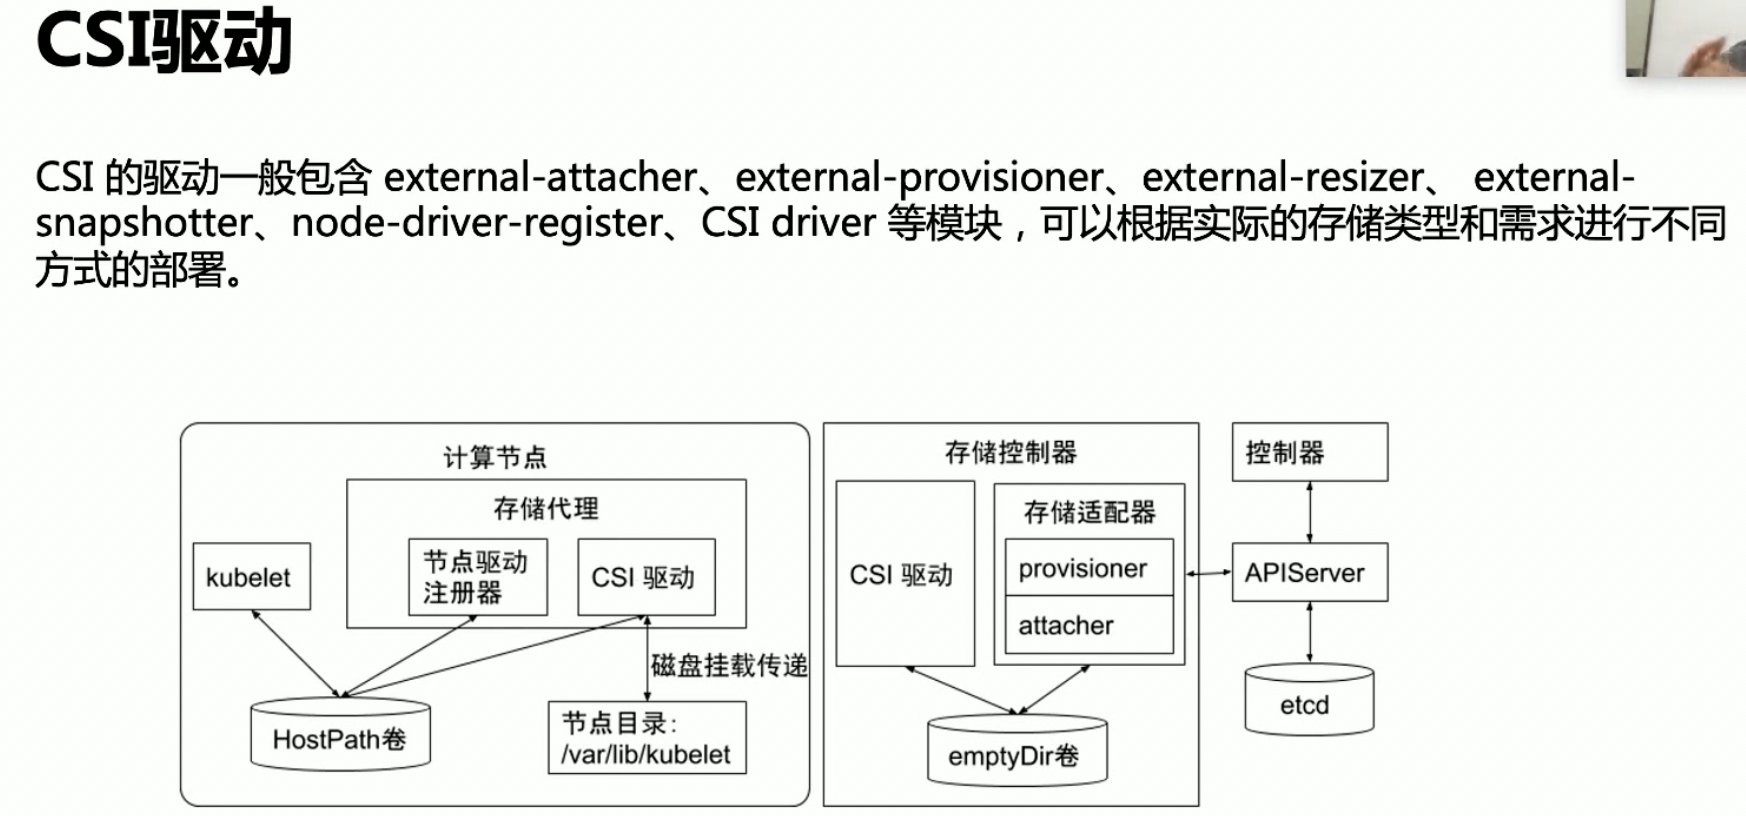 CSI驱动
CSI 的驱动一般包含 external-attacher、external-provisioner、external-resizer、 external-
snapshotter、node-driver-register、CSI driver 等模块，可以根据实际的存储类型和需求进行不同
方式的部署。
计算节点
存储代理
kubelet
节点驱动
注册器
CSI 驱动
磁盘挂载传递
HostPath卷
节点目录：
/var/lib/kubelet
存储控制器
CSI 驱动
存储适配器
provisioner
attacher
emptyDir卷
控制器
APIServer
etcd